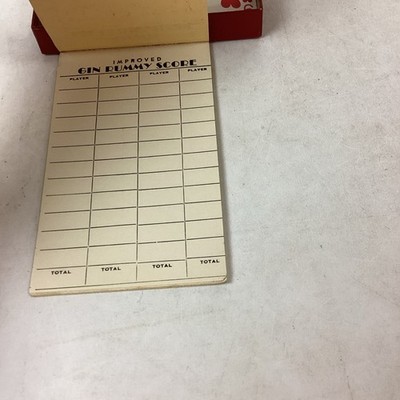 IMPROVED
GIN RUMMY SCORE
PLAYER PLAYER PLAYER PLAYER
TOTAL TOTAL TOTAL TOTAL